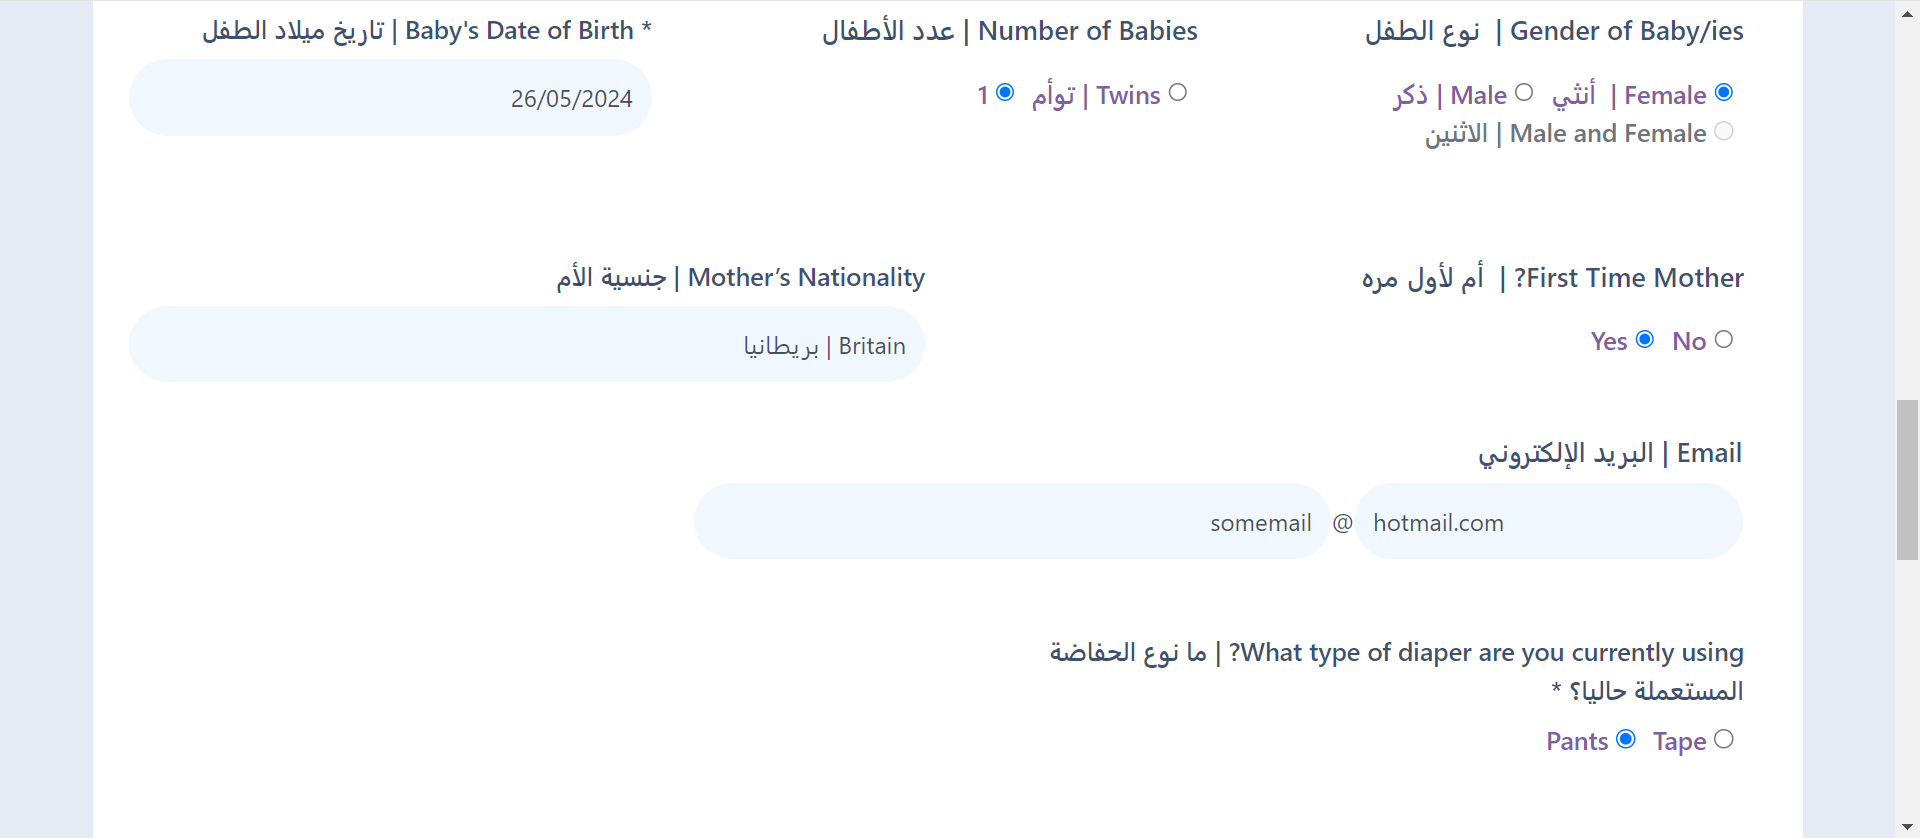 Gender of Baby/ies | نوع الطفل
Female | أنثي Male | ذكر
Male and Female | الاثنين
Number of Babies | عدد الأطفال
Twins | توأم 1
* Baby's Date of Birth | تاريخ ميلاد الطفل
26/05/2024
?First Time Mother | أم لأول مره
No Yes
Mother’s Nationality | جنسية الأم
Britain | بريطانيا
Email | البريد الإلكتروني
hotmail.com @ somemail
?What type of diaper are you currently using | ما نوع الحفاضة
المستعملة حاليا؟ *
Tape Pants